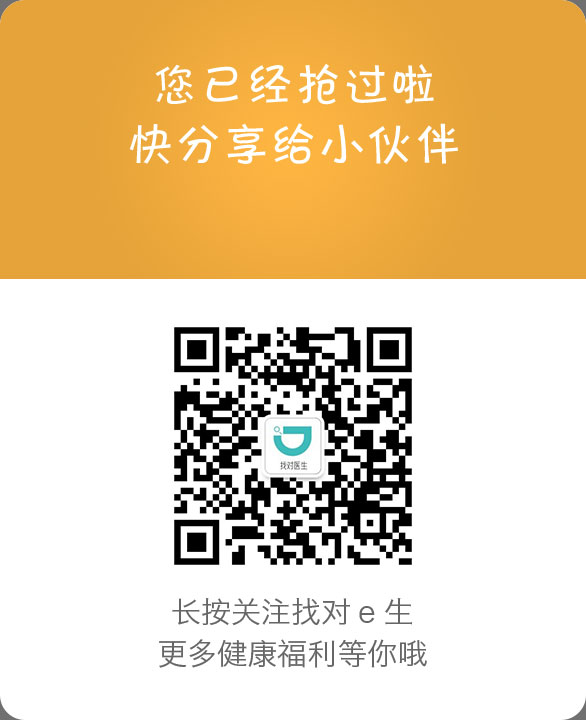 您已经抢过啦
快分享给小伙伴
找对医生
长按关注找对 e 生
更多健康福利等你哦